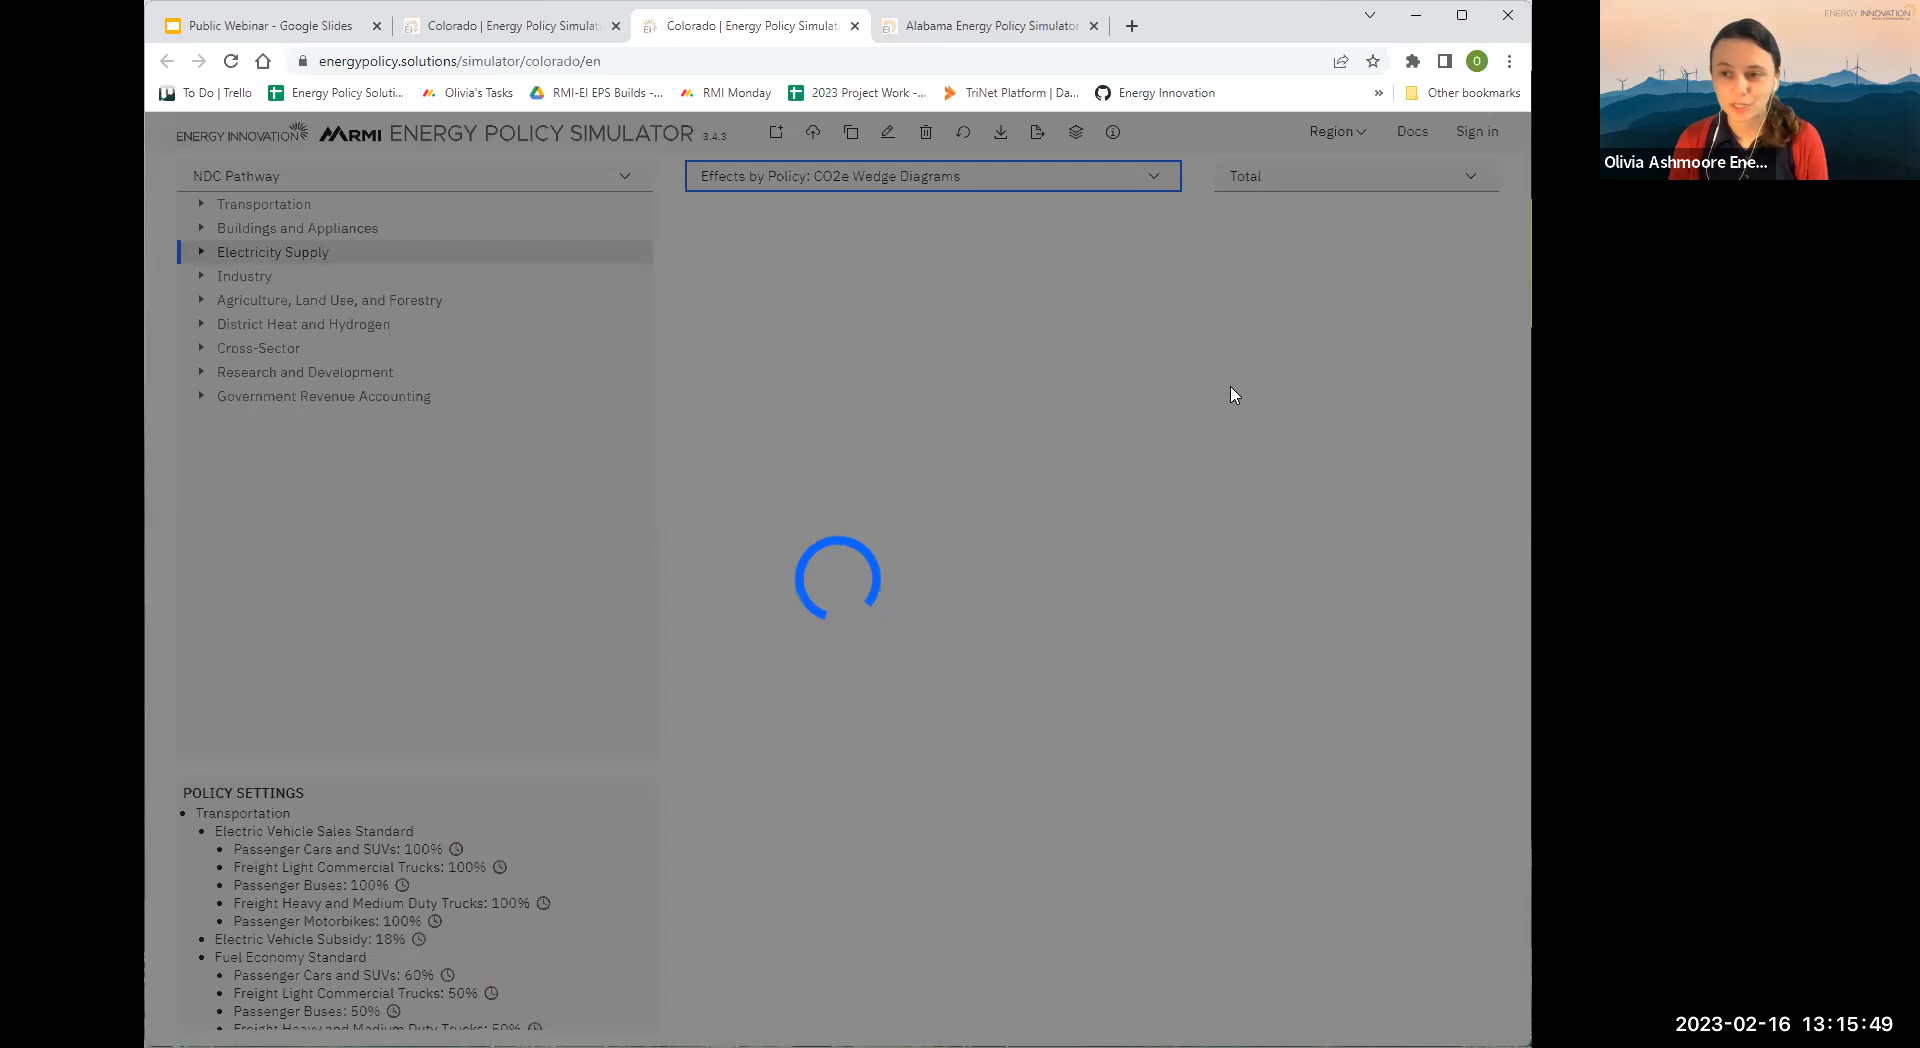 Public Webinar - Google Slides
Colorado | Energy Policy Simulat
Colorado | Energy Policy Simulat
Alabama Energy Policy Simulator
energypolicy.solutions/simulator/colorado/en
To Do | Trello
Energy Policy Soluti...
Olivia's Tasks
RMI-EI EPS Builds -...
RMI Monday
2023 Project Work -...
TriNet Platform | Da...
Energy Innovation
»
Other bookmarks
O
ENERGY INNOVATION
RMI
ENERGY POLICY SIMULATOR 3.4.3
Region
Docs
Sign in
NDC Pathway
Effects by Policy: CO2e Wedge Diagrams
Total
Transportation
Buildings and Appliances
Electricity Supply
Industry
Agriculture, Land Use, and Forestry
District Heat and Hydrogen
Cross-Sector
Research and Development
Government Revenue Accounting
POLICY SETTINGS
Transportation
Electric Vehicle Sales Standard
Passenger Cars and SUVs: 100%
Freight Light Commercial Trucks: 100%
Passenger Buses: 100%
Freight Heavy and Medium Duty Trucks: 100%
Passenger Motorbikes: 100%
Electric Vehicle Subsidy: 18%
Fuel Economy Standard
Passenger Cars and SUVs: 60%
Freight Light Commercial Trucks: 50%
Passenger Buses: 50%
Freight Heavy and Medium Duty Trucks: 50%
ENERGY INNOVATION
Olivia Ashmoore Ene...
2023-02-16 13:15:49